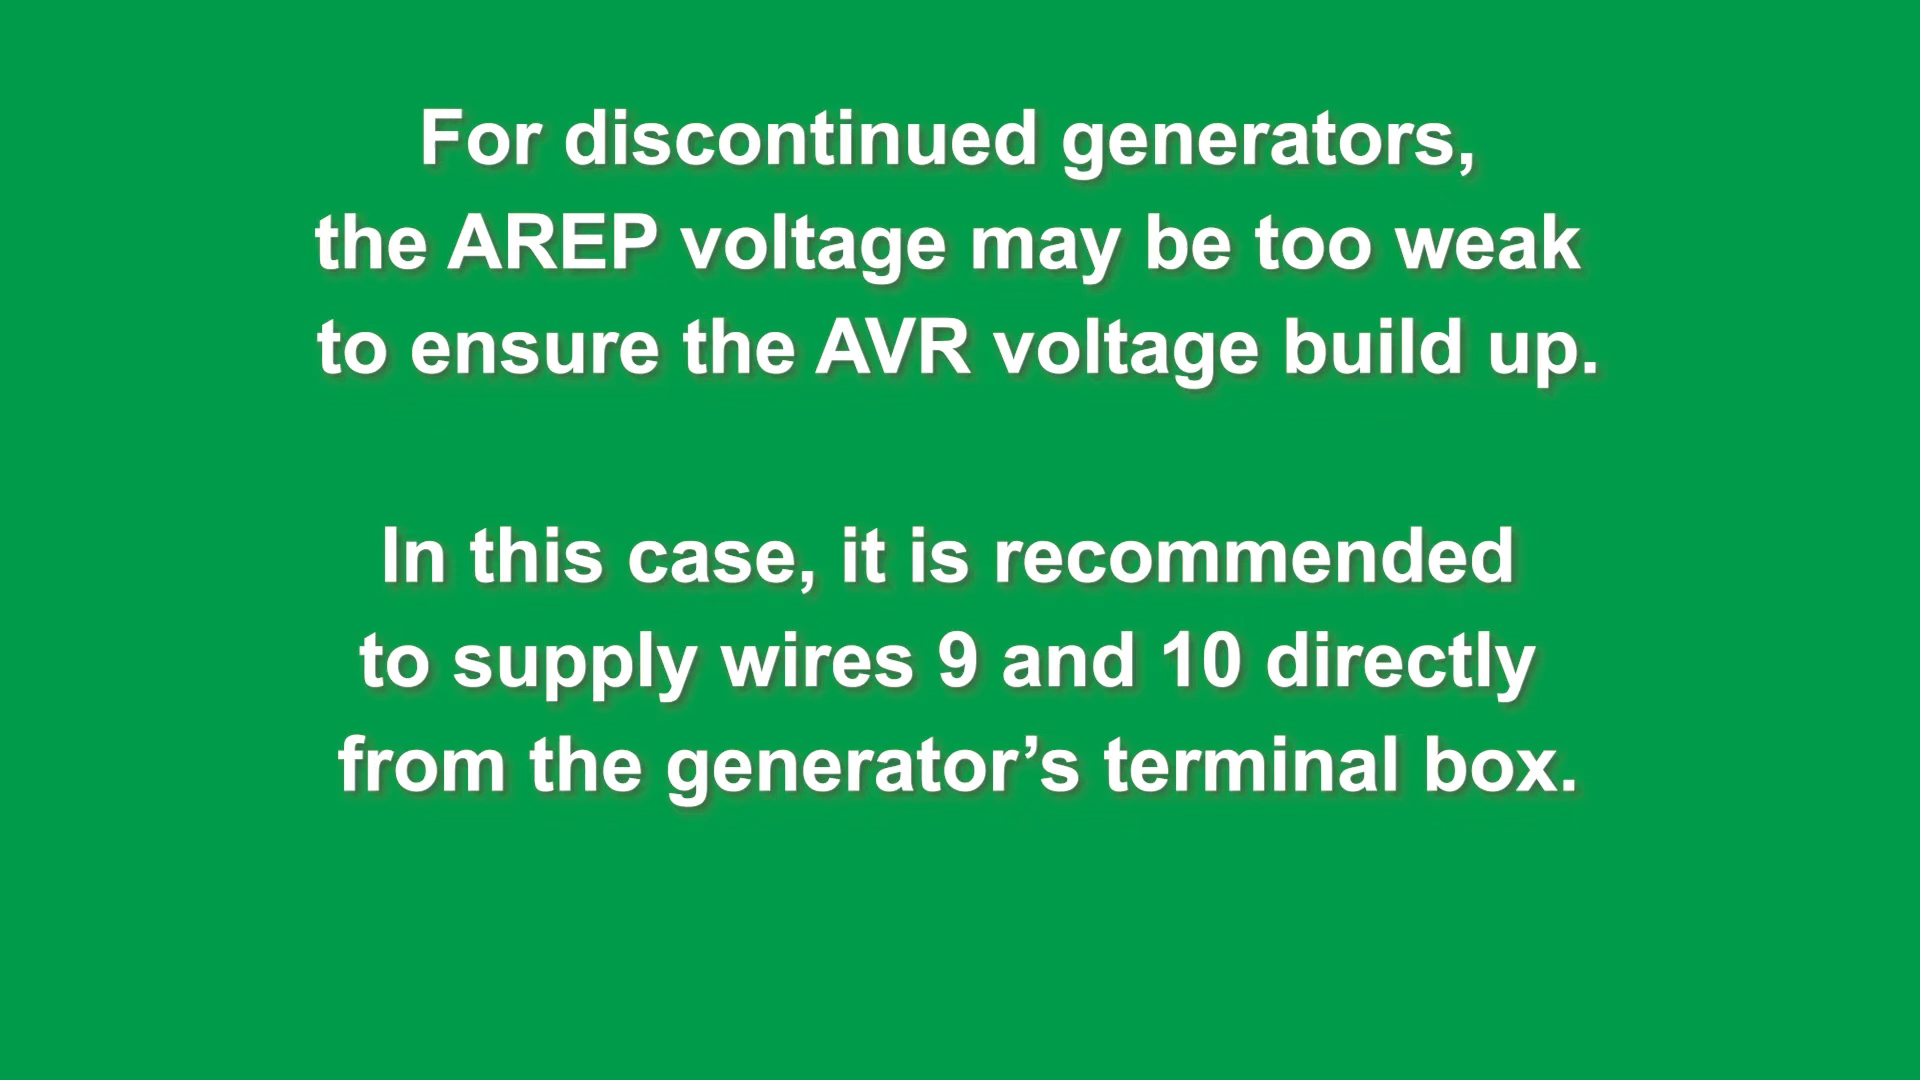 For discontinued generators,
the AREP voltage may be too weak
to ensure the AVR voltage build up.
In this case, it is recommended
to supply wires 9 and 10 directly
from the generator’s terminal box.